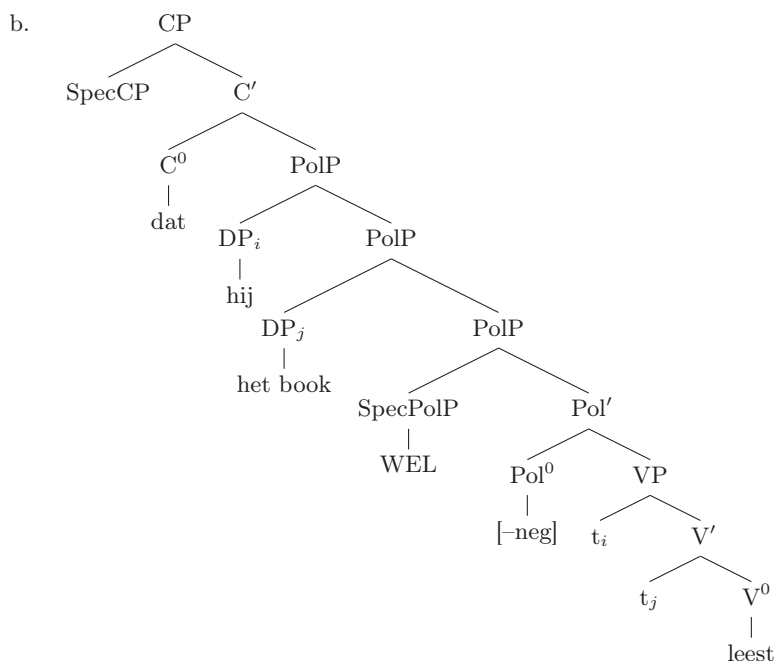 b. CP
SpecCP C′
C⁰ PolP
dat
DPᵢ PolP
hij
DPⱼ PolP
het book
SpecPolP Pol′
WEL
Pol⁰ VP
[–neg] tᵢ V′
tⱼ V⁰
leest